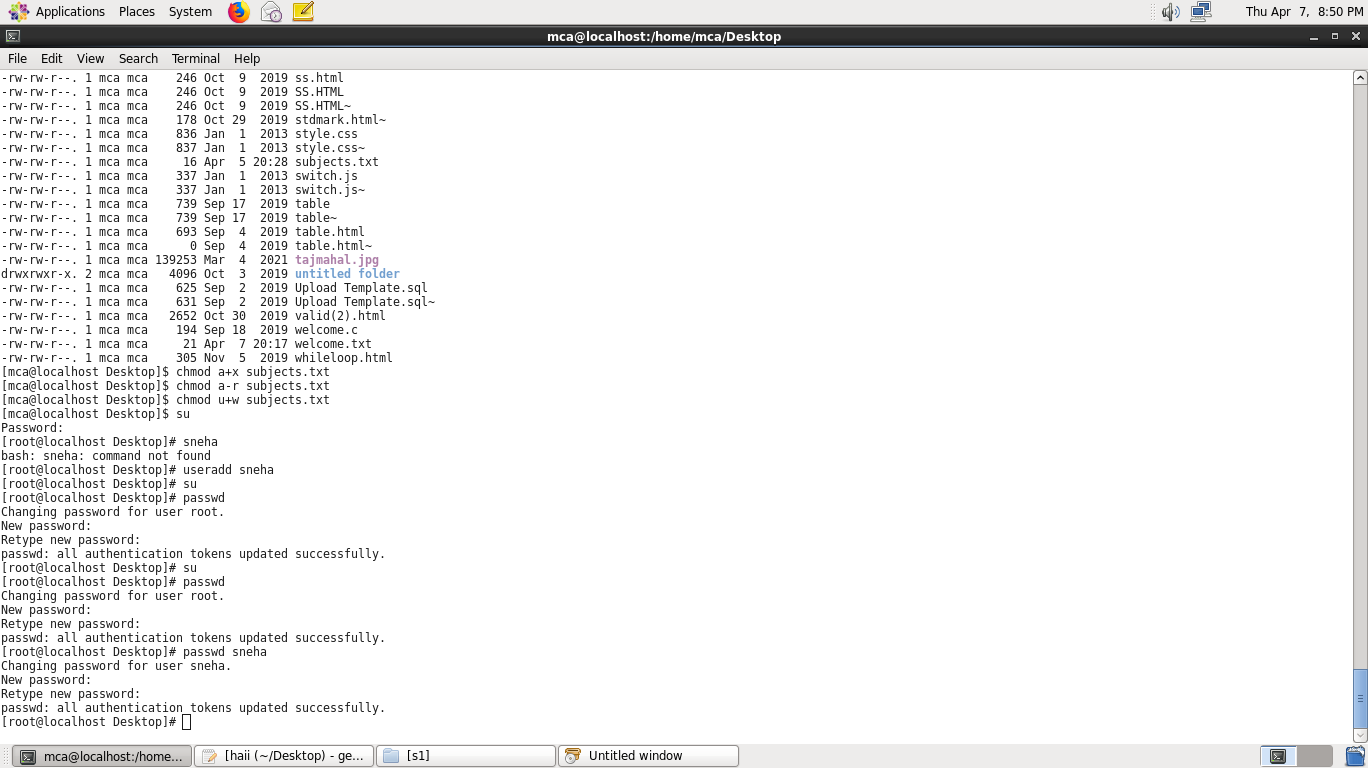 Applications Places System Thu Apr 7, 8:50 PM
mca@localhost:/home/mca/Desktop
File Edit View Search Terminal Help
-rw-rw-r--. 1 mca mca    246 Oct  9  2019 ss.html
-rw-rw-r--. 1 mca mca    246 Oct  9  2019 SS.HTML
-rw-rw-r--. 1 mca mca    246 Oct  9  2019 SS.HTML~
-rw-rw-r--. 1 mca mca    178 Oct 29  2019 stdmark.html~
-rw-rw-r--. 1 mca mca    836 Jan  1  2013 style.css
-rw-rw-r--. 1 mca mca    837 Jan  1  2013 style.css~
-rw-rw-r--. 1 mca mca     16 Apr  5 20:28 subjects.txt
-rw-rw-r--. 1 mca mca    337 Jan  1  2013 switch.js
-rw-rw-r--. 1 mca mca    337 Jan  1  2013 switch.js~
-rw-rw-r--. 1 mca mca    739 Sep 17  2019 table
-rw-rw-r--. 1 mca mca    739 Sep 17  2019 table~
-rw-rw-r--. 1 mca mca    693 Sep  4  2019 table.html
-rw-rw-r--. 1 mca mca      0 Sep  4  2019 table.html~
-rw-rw-r--. 1 mca mca 139253 Mar  4  2021 tajmahal.jpg
drwxrwxr-x. 2 mca mca   4096 Oct  3  2019 untitled folder
-rw-rw-r--. 1 mca mca    625 Sep  2  2019 Upload Template.sql
-rw-rw-r--. 1 mca mca    631 Sep  2  2019 Upload Template.sql~
-rw-rw-r--. 1 mca mca   2652 Oct 30  2019 valid(2).html
-rw-rw-r--. 1 mca mca    194 Sep 18  2019 welcome.c
-rw-rw-r--. 1 mca mca     21 Apr  7 20:17 welcome.txt
-rw-rw-r--. 1 mca mca    305 Nov  5  2019 whileloop.html
[mca@localhost Desktop]$ chmod a+x subjects.txt
[mca@localhost Desktop]$ chmod a-r subjects.txt
[mca@localhost Desktop]$ chmod u+w subjects.txt
[mca@localhost Desktop]$ su
Password:
[root@localhost Desktop]# sneha
bash: sneha: command not found
[root@localhost Desktop]# useradd sneha
[root@localhost Desktop]# su
[root@localhost Desktop]# passwd
Changing password for user root.
New password:
Retype new password:
passwd: all authentication tokens updated successfully.
[root@localhost Desktop]# su
[root@localhost Desktop]# passwd
Changing password for user root.
New password:
Retype new password:
passwd: all authentication tokens updated successfully.
[root@localhost Desktop]# passwd sneha
Changing password for user sneha.
New password:
Retype new password:
passwd: all authentication tokens updated successfully.
[root@localhost Desktop]#
mca@localhost:/home... [haii (~/Desktop) - ge... [s1] Untitled window